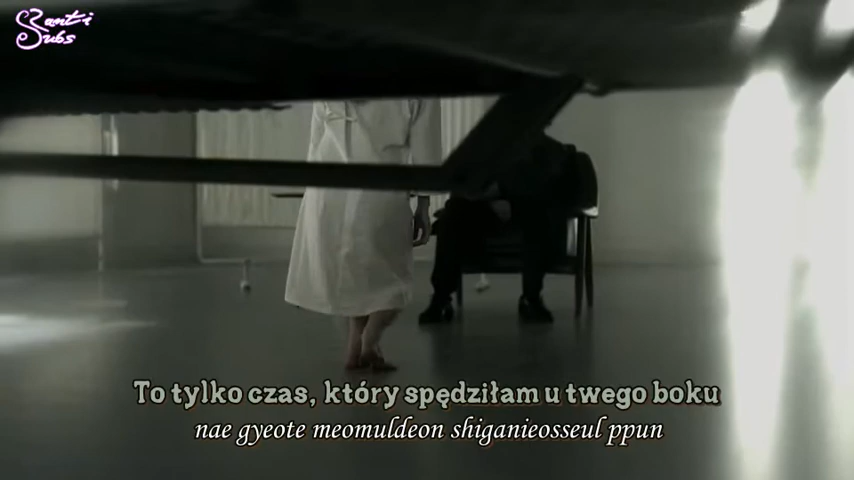 Santi
Subs
To tylko czas, który spędziłam u twego boku
nae gyeote meomuldeon shiganieosseul ppun